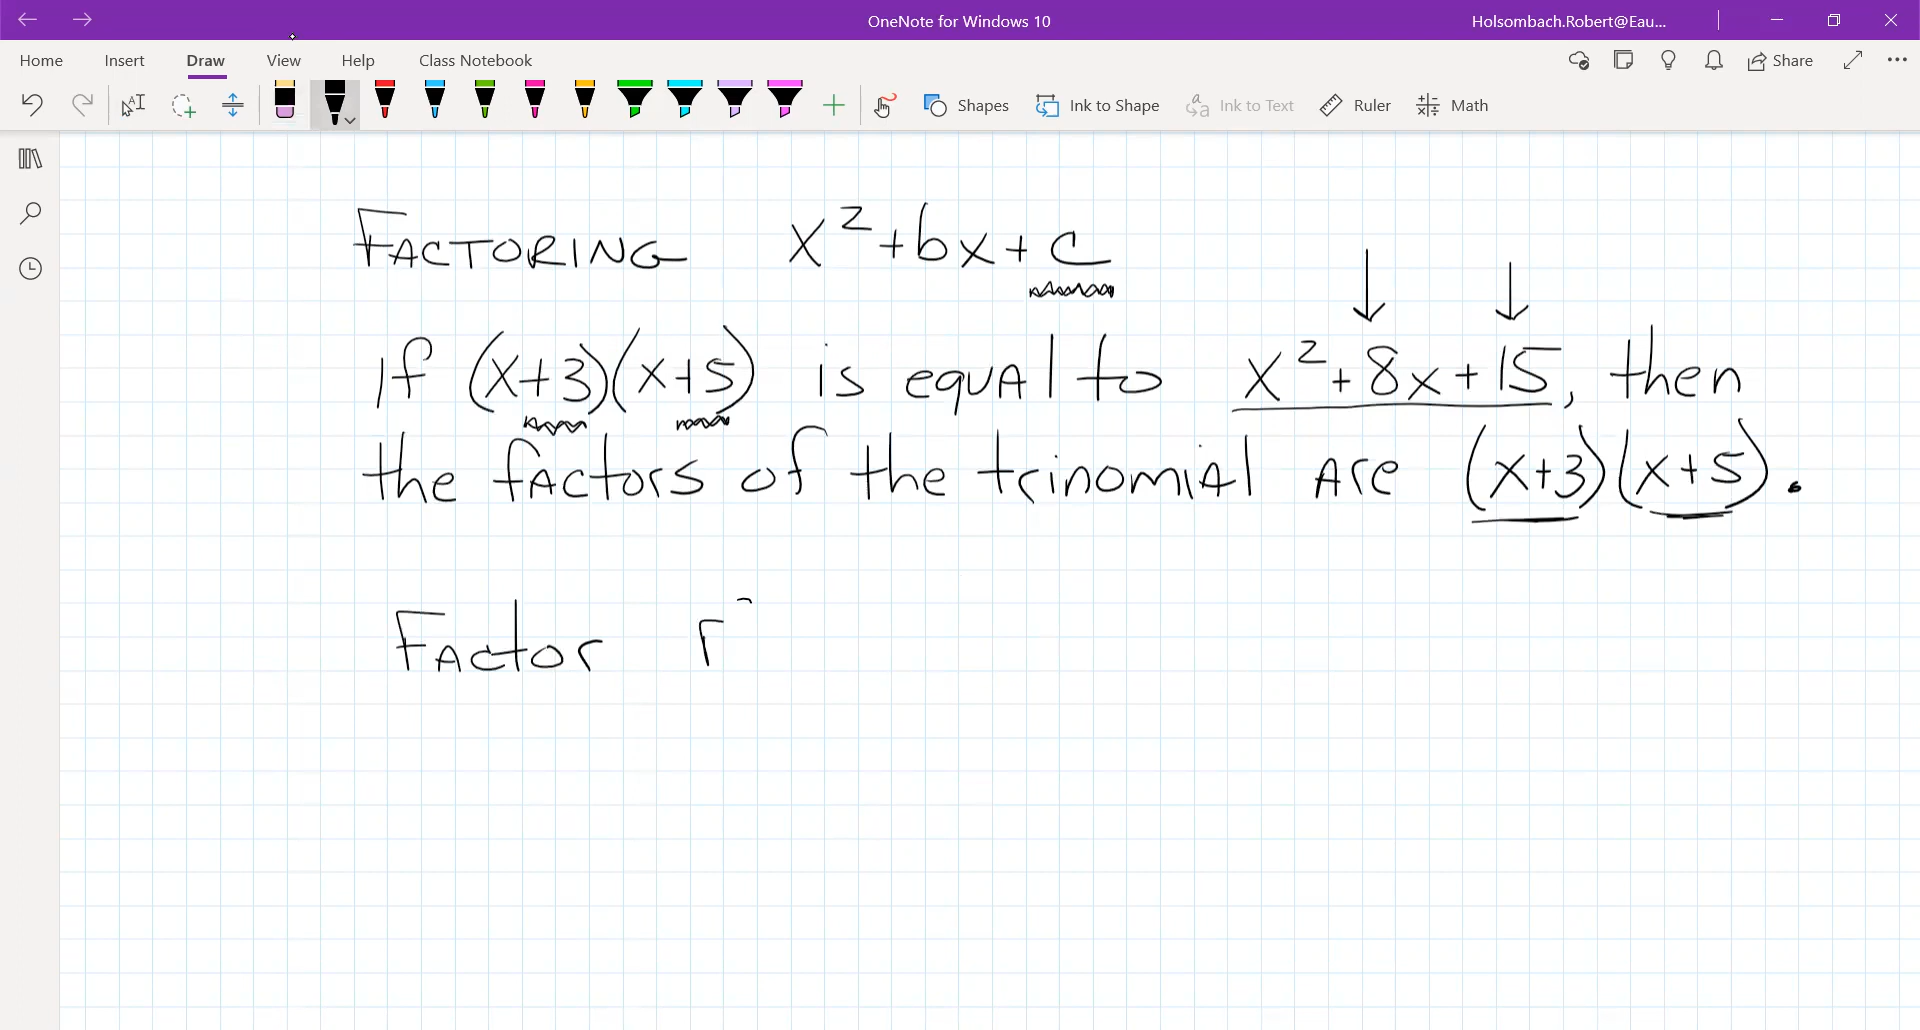 OneNote for Windows 10
Holsombach.Robert@Eau...
Home Insert Draw View Help Class Notebook
Share
Shapes Ink to Shape Ink to Text Ruler Math
FACTORING x²+bx+c
If (x+3)(x+5) is equal to x²+8x+15, then
the factors of the trinomial are (x+3)(x+5).
Factor r